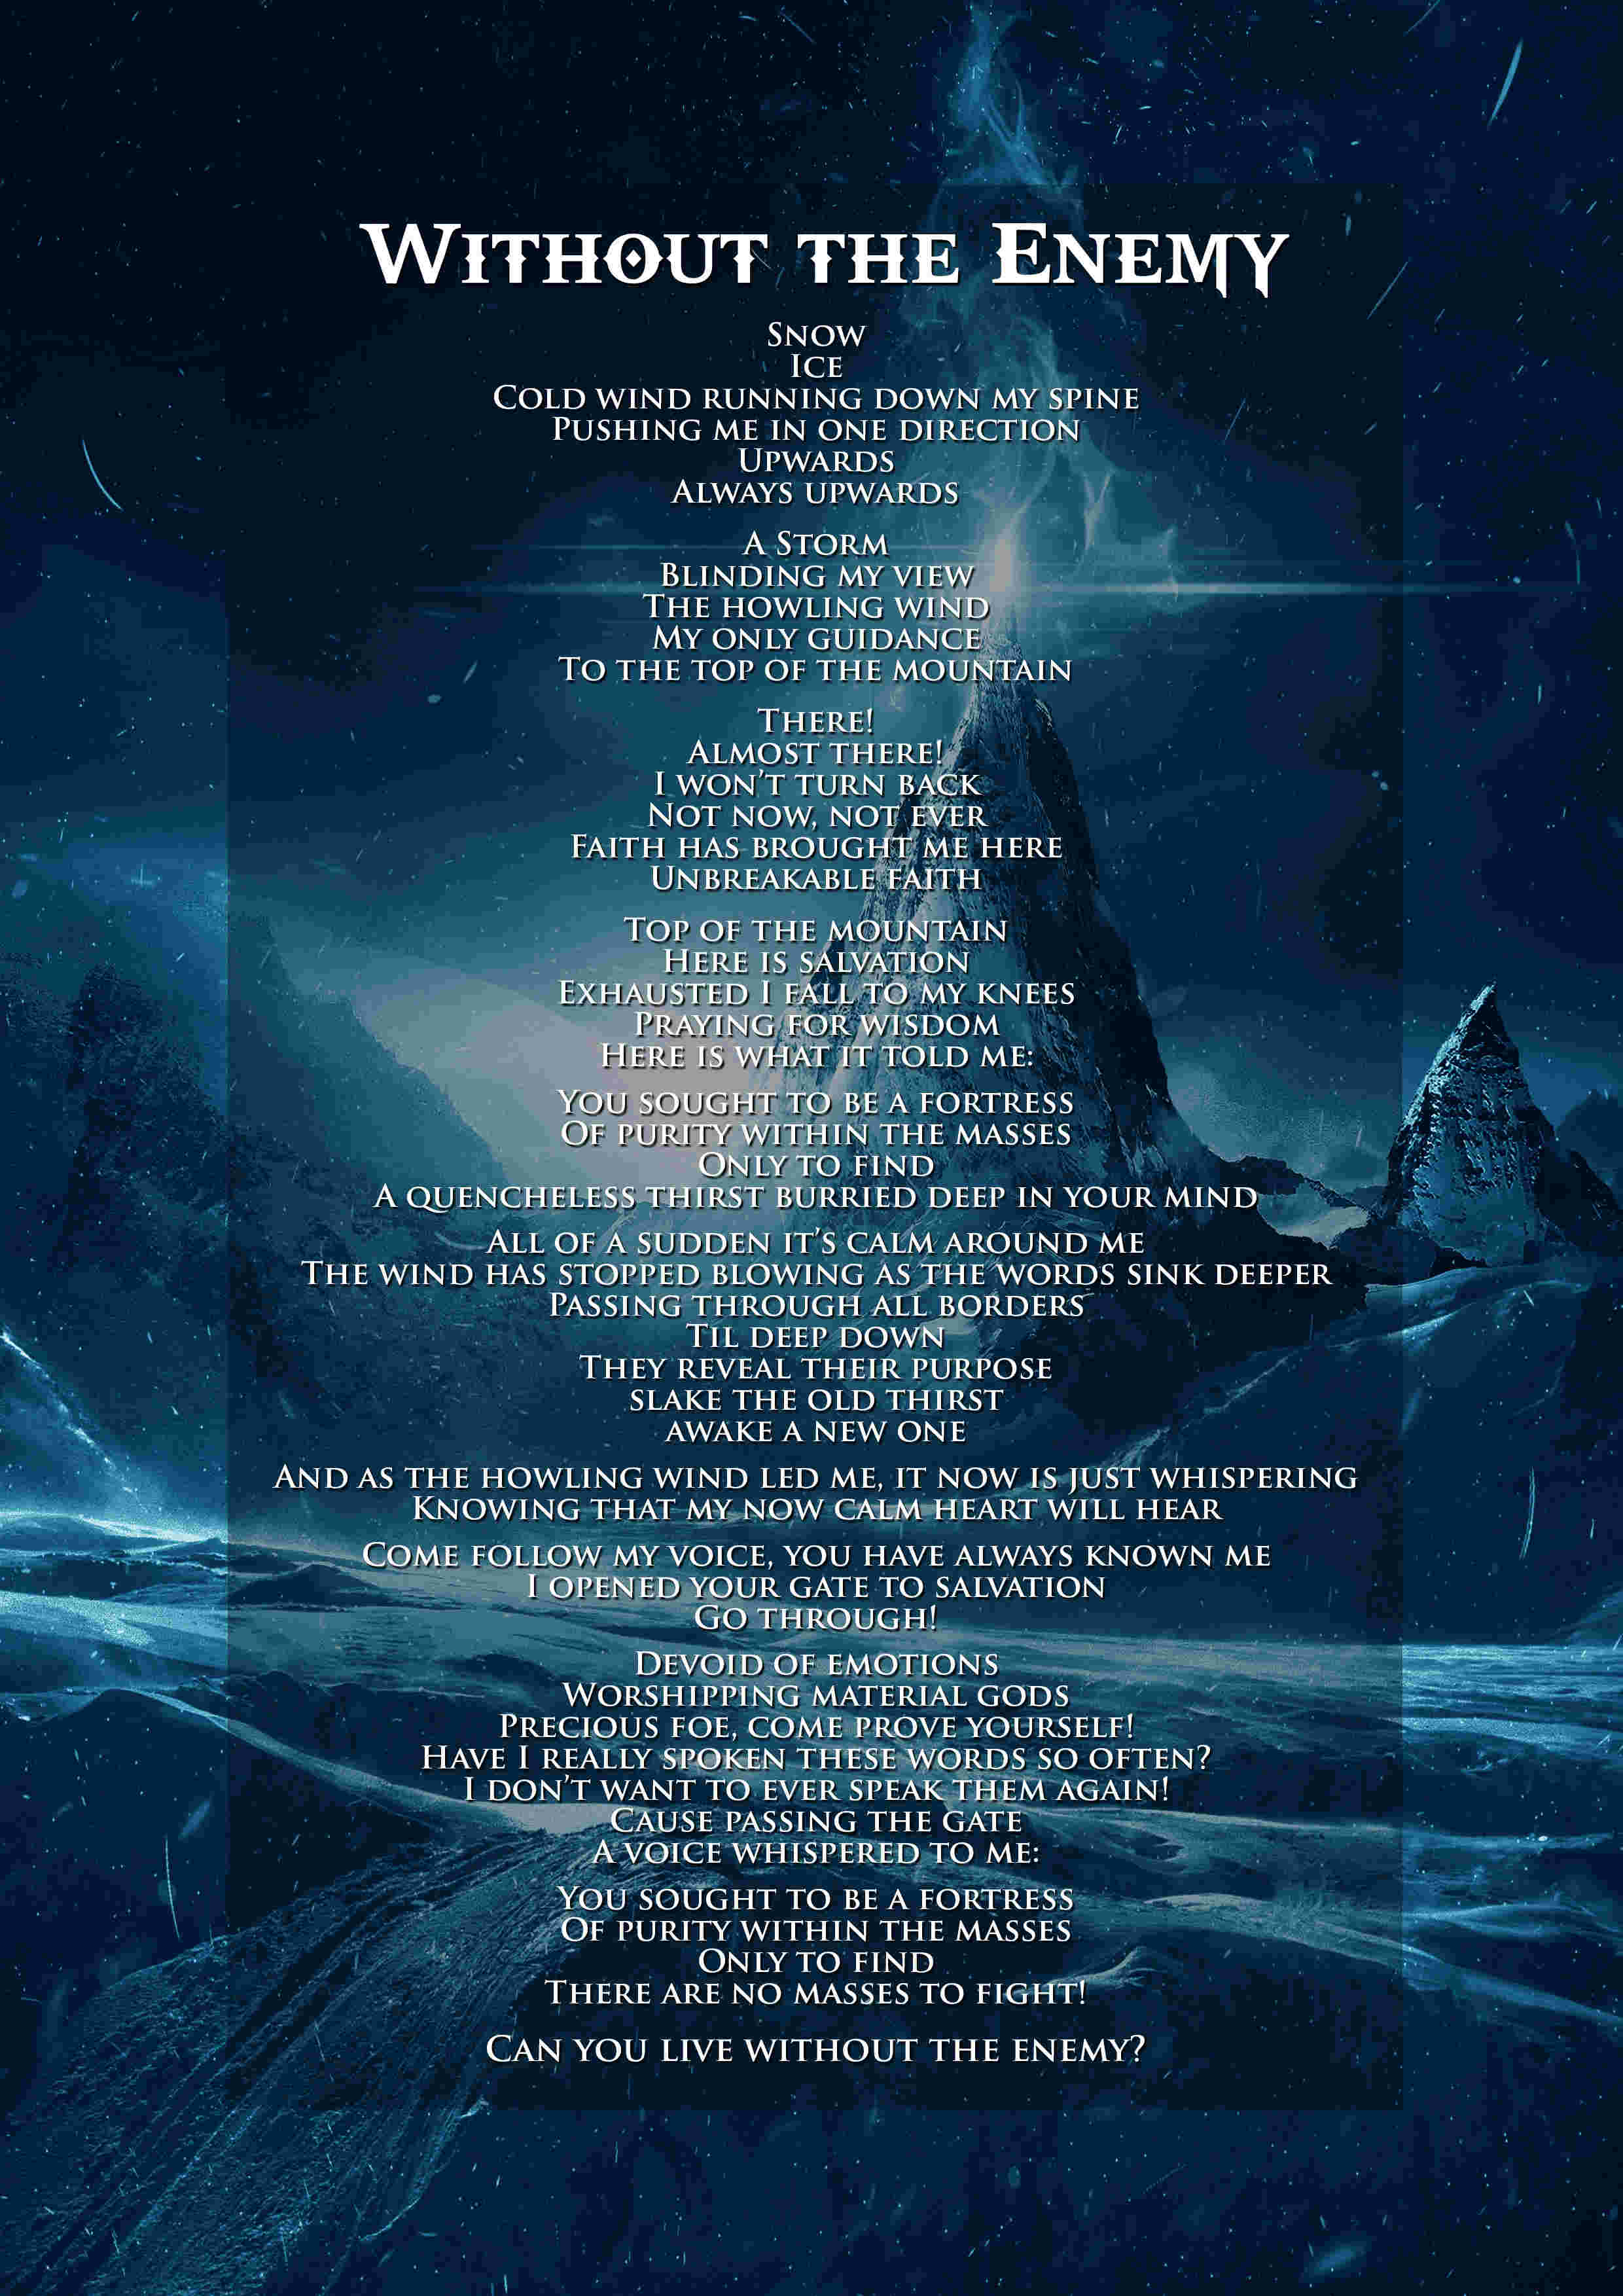 Without the Enemy
Snow
Ice
Cold wind running down my spine
Pushing me in one direction
Upwards
Always upwards
A Storm
Blinding my view
The howling wind
My only guidance
To the top of the mountain
There!
Almost there!
I won't turn back
Not now, not ever
Faith has brought me here
Unbreakable faith
Top of the mountain
Here is salvation
Exhausted I fall to my knees
Praying for wisdom
Here is what it told me:
You sought to be a fortress
Of purity within the masses
Only to find
A quencheless thirst burried deep in your mind
All of a sudden it's calm around me
The wind has stopped blowing as the words sink deeper
Passing through all borders
Til deep down
They reveal their purpose
slake the old thirst
awake a new one
And as the howling wind led me, it now is just whispering
Knowing that my now calm heart will hear
Come follow my voice, you have always known me
I opened your gate to salvation
Go through!
Devoid of emotions
Worshipping material gods
Precious foe, come prove yourself!
Have I really spoken these words so often?
I don't want to ever speak them again!
Cause passing the gate
A voice whispered to me:
You sought to be a fortress
Of purity within the masses
Only to find
There are no masses to fight!
Can you live without the enemy?